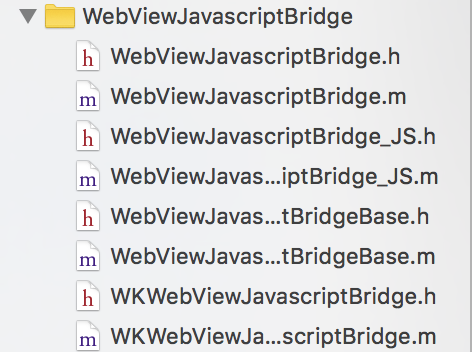 WebViewJavascriptBridge
h WebViewJavascriptBridge.h
m WebViewJavascriptBridge.m
h WebViewJavascriptBridge_JS.h
m WebViewJavas...iptBridge_JS.m
h WebViewJavas...tBridgeBase.h
m WebViewJavas...tBridgeBase.m
h WKWebViewJavascriptBridge.h
m WKWebViewJa...scriptBridge.m